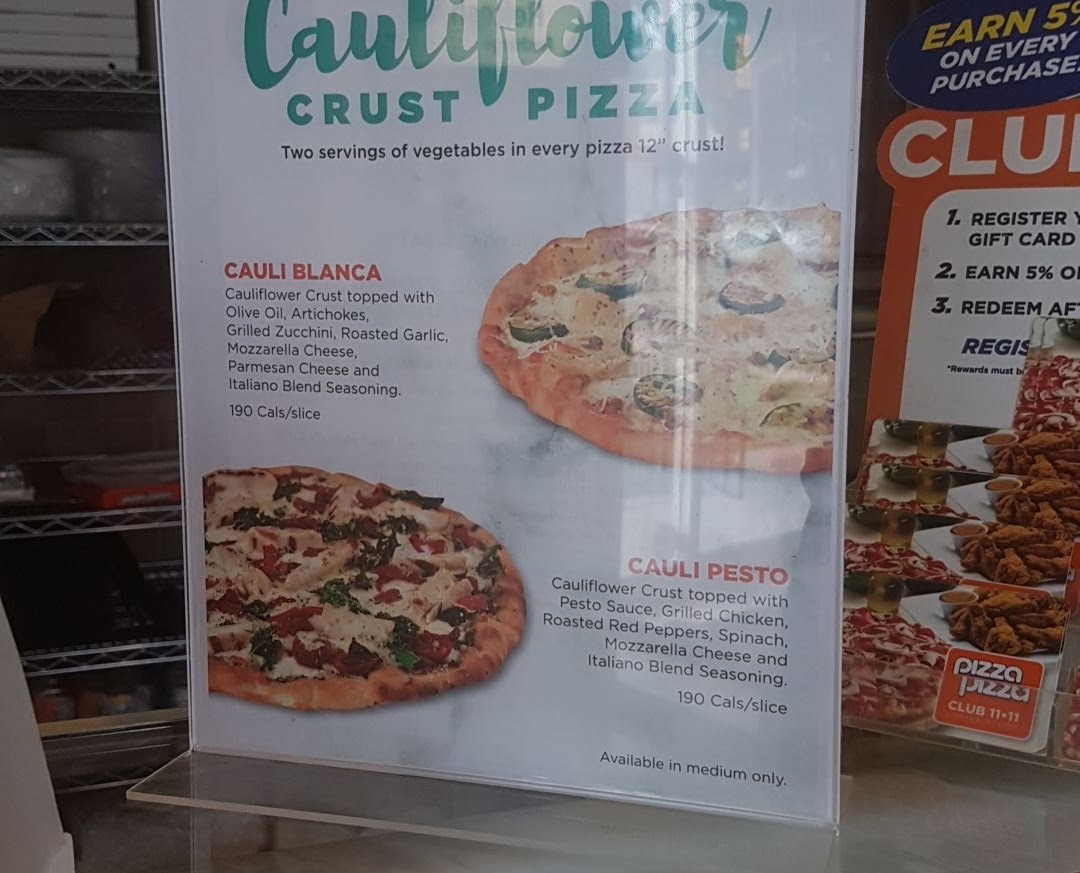 Cauliflower
CRUST PIZZA
Two servings of vegetables in every pizza 12" crust!
CAULI BLANCA
Cauliflower Crust topped with
Olive Oil, Artichokes,
Grilled Zucchini, Roasted Garlic,
Mozzarella Cheese,
Parmesan Cheese and
Italiano Blend Seasoning.
190 Cals/slice
CAULI PESTO
Cauliflower Crust topped with
Pesto Sauce, Grilled Chicken,
Roasted Red Peppers, Spinach,
Mozzarella Cheese and
Italiano Blend Seasoning.
190 Cals/slice
Available in medium only.
EARN 5%
ON EVERY
PURCHASE
CLU
1. REGISTER Y
GIFT CARD
2. EARN 5% O
3. REDEEM AF
REGIS
*Rewards must b
Pizza
Pizza
CLUB 11•11